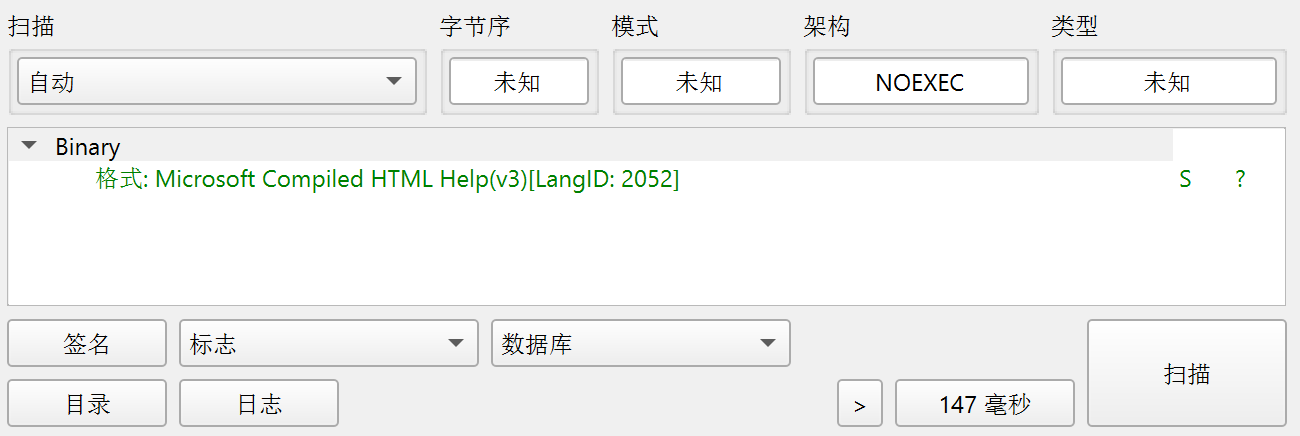 扫描 字节序 模式 架构 类型
自动 未知 未知 NOEXEC 未知
Binary
格式: Microsoft Compiled HTML Help(v3)[LangID: 2052] S ?
签名 标志 数据库 扫描
目录 日志 > 147 毫秒